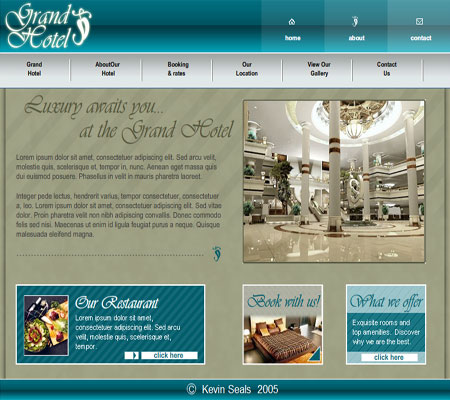 Grand
Hotel
home
about
contact
Grand
Hotel
AboutOur
Hotel
Booking
& rates
Our
Location
View Our
Gallery
Contact
Us
Luxury awaits you...
at the Grand Hotel
Lorem ipsum dolor sit amet, consectetuer adipiscing elit. Sed arcu velit,
mollestis quis, scelerisque et, tempus in, nunc. Aenean eget massa quis
dui euismod posuere. Phasellus in velit in mauris pharetra laoreet.
Integer pede lectus, hendrerit varius, tempor consectetuer, consectetuer
a, leo. Lorem ipsum dolor sit amet, consectetuer adipiscing elit. Sed vitae
dolor. Proin pharetra velit non nibh adipiscing convallis. Donec commodo
felis sed nisi. Maecenas ut enim id ligula feugiat purus a neque. Quisque
malesuada eleifend magna.
Our Restaurant
Lorem ipsum dolor sit amet,
consectetuer adipiscing elit. Sed arcu
velit, molestie quis, scelerisque et,
tempor.
click here
Book with us!
What we offer
Exquisite rooms and
top amenities. Discover
why we are the best.
click here
© Kevin Seals 2005